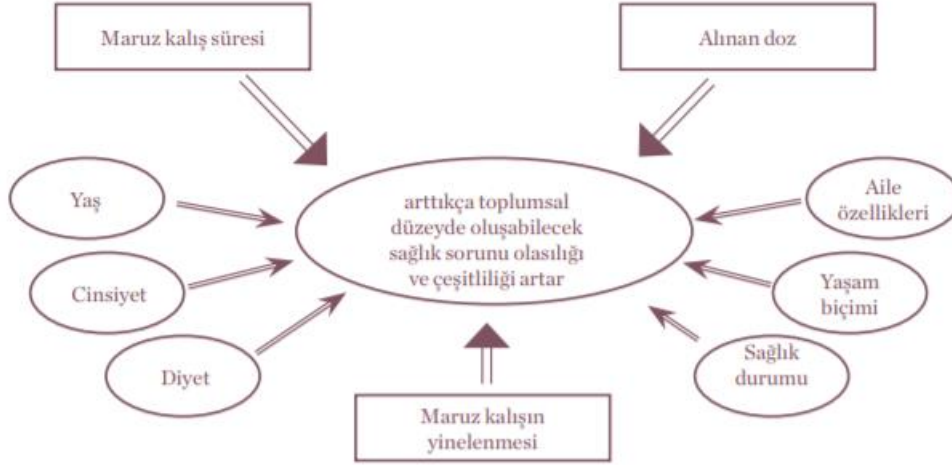 Maruz kalış süresi
Alınan doz
Yaş
Cinsiyet
Diyet
arttıkça toplumsal
düzeyde oluşabilecek
sağlık sorunu olasılığı
ve çeşitliliği artar
Aile
özellikleri
Yaşam
biçimi
Sağlık
durumu
Maruz kalışın
yinelenmesi